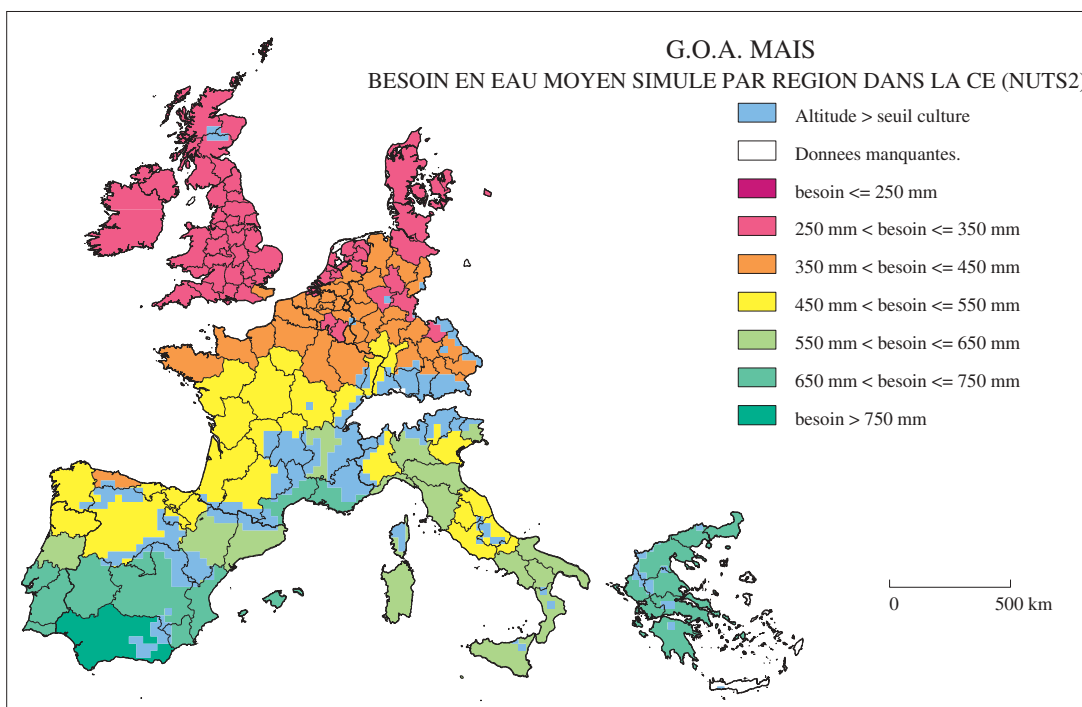 G.O.A. MAIS
BESOIN EN EAU MOYEN SIMULE PAR REGION DANS LA CE (NUTS2)
Altitude > seuil culture
Donnees manquantes.
besoin <= 250 mm
250 mm < besoin <= 350 mm
350 mm < besoin <= 450 mm
450 mm < besoin <= 550 mm
550 mm < besoin <= 650 mm
650 mm < besoin <= 750 mm
besoin > 750 mm
0 500 km